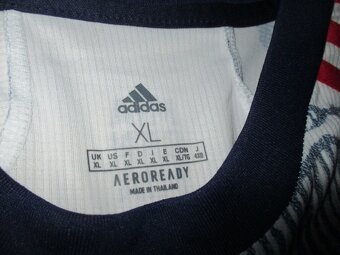 adidas
XL
UK US F D I E CDN J
XL XL XL XL XL XL XL/TG 4XO
AEROREADY
MADE IN THAILAND